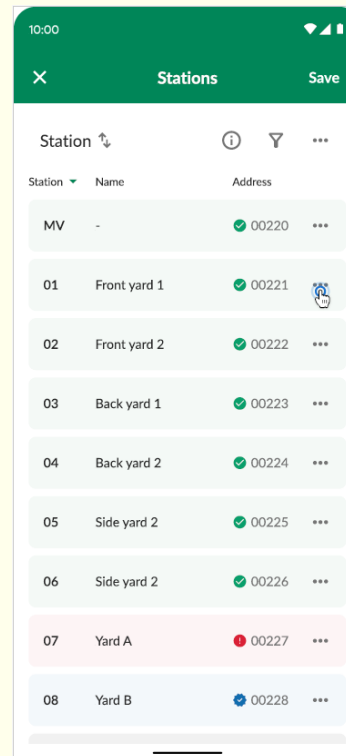 10:00
Stations Save
Station
Station Name Address
MV - 00220
01 Front yard 1 00221
02 Front yard 2 00222
03 Back yard 1 00223
04 Back yard 2 00224
05 Side yard 2 00225
06 Side yard 2 00226
07 Yard A 00227
08 Yard B 00228